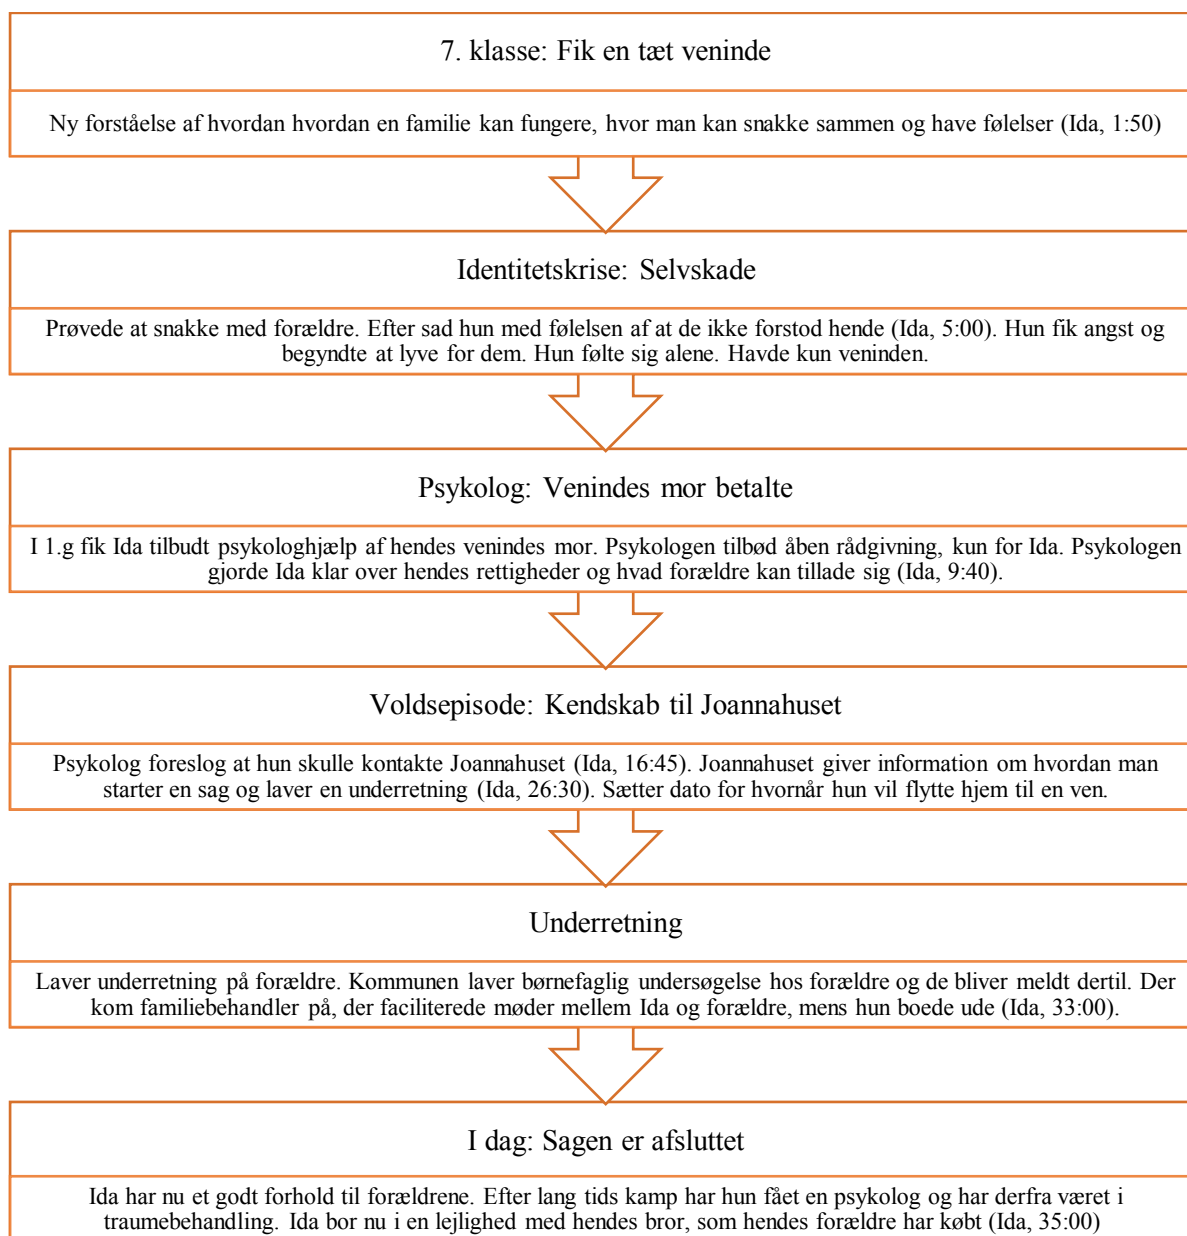 7. klasse: Fik en tæt veninde
Ny forståelse af hvordan hvordan en familie kan fungere, hvor man kan snakke sammen og have følelser (Ida, 1:50)
Identitetskrise: Selvskade
Prøvede at snakke med forældre. Efter sad hun med følelsen af at de ikke forstod hende (Ida, 5:00). Hun fik angst og
begyndte at lyve for dem. Hun følte sig alene. Havde kun veninden.
Psykolog: Venindes mor betalte
I 1.g fik Ida tilbudt psykologhjælp af hendes venindes mor. Psykologen tilbød åben rådgivning, kun for Ida. Psykologen
gjorde Ida klar over hendes rettigheder og hvad forældre kan tillade sig (Ida, 9:40).
Voldsepisode: Kendskab til Joannahuset
Psykolog foreslog at hun skulle kontakte Joannahuset (Ida, 16:45). Joannahuset giver information om hvordan man
starter en sag og laver en underretning (Ida, 26:30). Sætter dato for hvornår hun vil flytte hjem til en ven.
Underretning
Laver underretning på forældre. Kommunen laver børnefaglig undersøgelse hos forældre og de bliver meldt dertil. Der
kom familiebehandler på, der faciliterede møder mellem Ida og forældre, mens hun boede ude (Ida, 33:00).
I dag: Sagen er afsluttet
Ida har nu et godt forhold til forældrene. Efter lang tids kamp har hun fået en psykolog og har derfra været i
traumebehandling. Ida bor nu i en lejlighed med hendes bror, som hendes forældre har købt (Ida, 35:00)